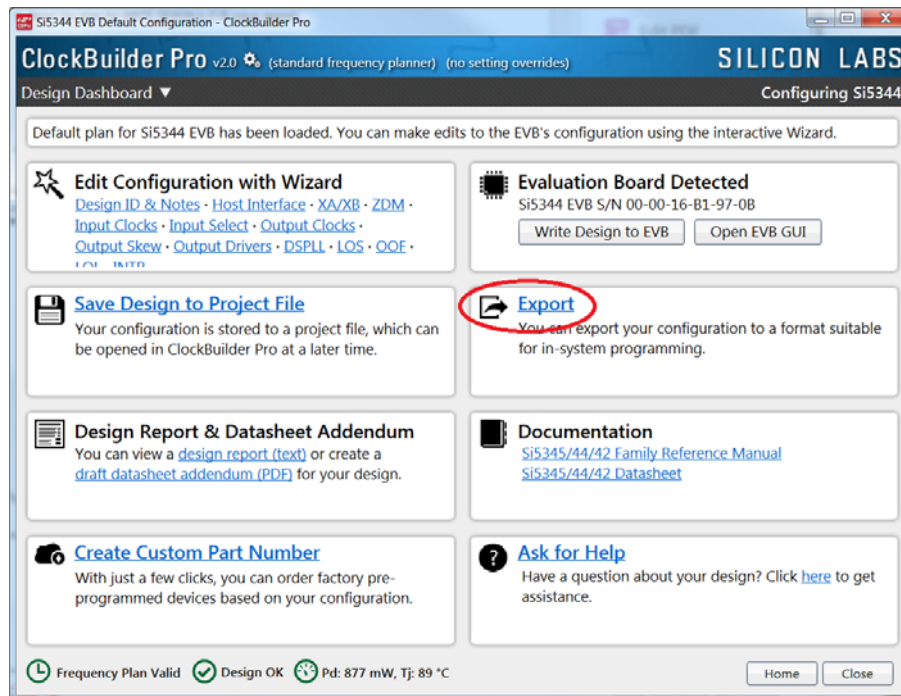 Si5344 EVB Default Configuration - ClockBuilder Pro
ClockBuilder Pro v2.0 (standard frequency planner) (no setting overrides)
SILICON LABS
Design Dashboard ▼
Configuring Si5344
Default plan for Si5344 EVB has been loaded. You can make edits to the EVB's configuration using the interactive Wizard.
Edit Configuration with Wizard
Design ID & Notes · Host Interface · XA/XB · ZDM ·
Input Clocks · Input Select · Output Clocks ·
Output Skew · Output Drivers · DSPLL · LOS · OOF ·
LOL · INTR
Evaluation Board Detected
Si5344 EVB S/N 00-00-16-B1-97-0B
Write Design to EVB
Open EVB GUI
Save Design to Project File
Your configuration is stored to a project file, which can
be opened in ClockBuilder Pro at a later time.
Export
You can export your configuration to a format suitable
for in-system programming.
Design Report & Datasheet Addendum
You can view a design report (text) or create a
draft datasheet addendum (PDF) for your design.
Documentation
Si5345/44/42 Family Reference Manual
Si5345/44/42 Datasheet
Create Custom Part Number
With just a few clicks, you can order factory pre-
programmed devices based on your configuration.
Ask for Help
Have a question about your design? Click here to get
assistance.
Frequency Plan Valid
Design OK
Pd: 877 mW, Tj: 89 °C
Home
Close